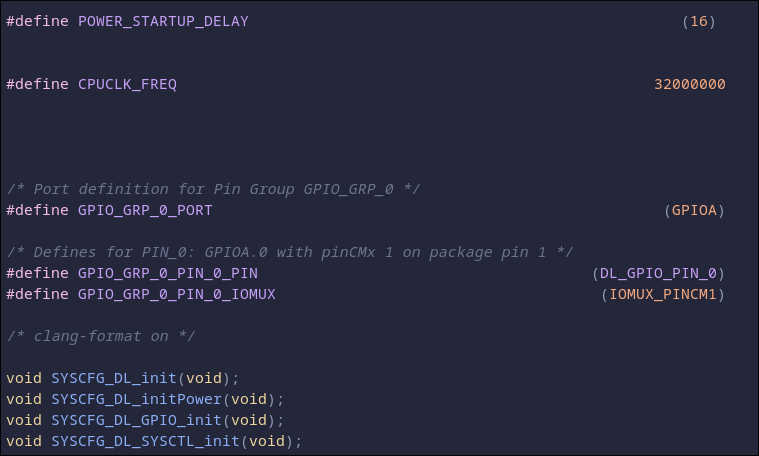 #define POWER_STARTUP_DELAY (16)
#define CPUCLK_FREQ 32000000
/* Port definition for Pin Group GPIO_GRP_0 */
#define GPIO_GRP_0_PORT (GPIOA)
/* Defines for PIN_0: GPIOA.0 with pinCMx 1 on package pin 1 */
#define GPIO_GRP_0_PIN_0_PIN (DL_GPIO_PIN_0)
#define GPIO_GRP_0_PIN_0_IOMUX (IOMUX_PINCM1)
/* clang-format on */
void SYSCFG_DL_init(void);
void SYSCFG_DL_initPower(void);
void SYSCFG_DL_GPIO_init(void);
void SYSCFG_DL_SYSCTL_init(void);